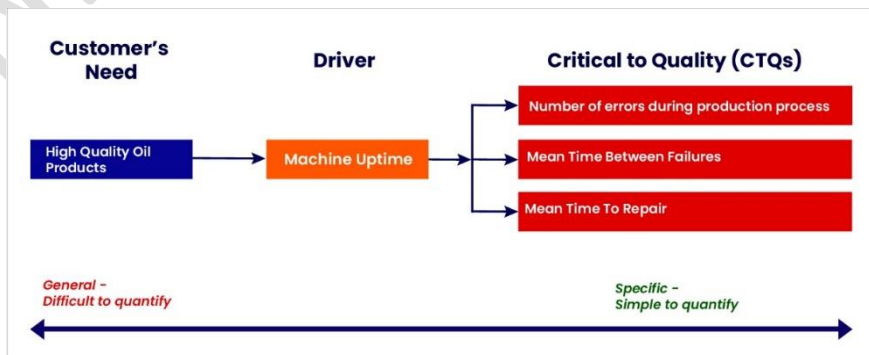 Customer's
Need
Driver
Critical to Quality (CTQs)
High Quality Oil
Products
Machine Uptime
Number of errors during production process
Mean Time Between Failures
Mean Time To Repair
General -
Difficult to quantify
Specific -
Simple to quantify